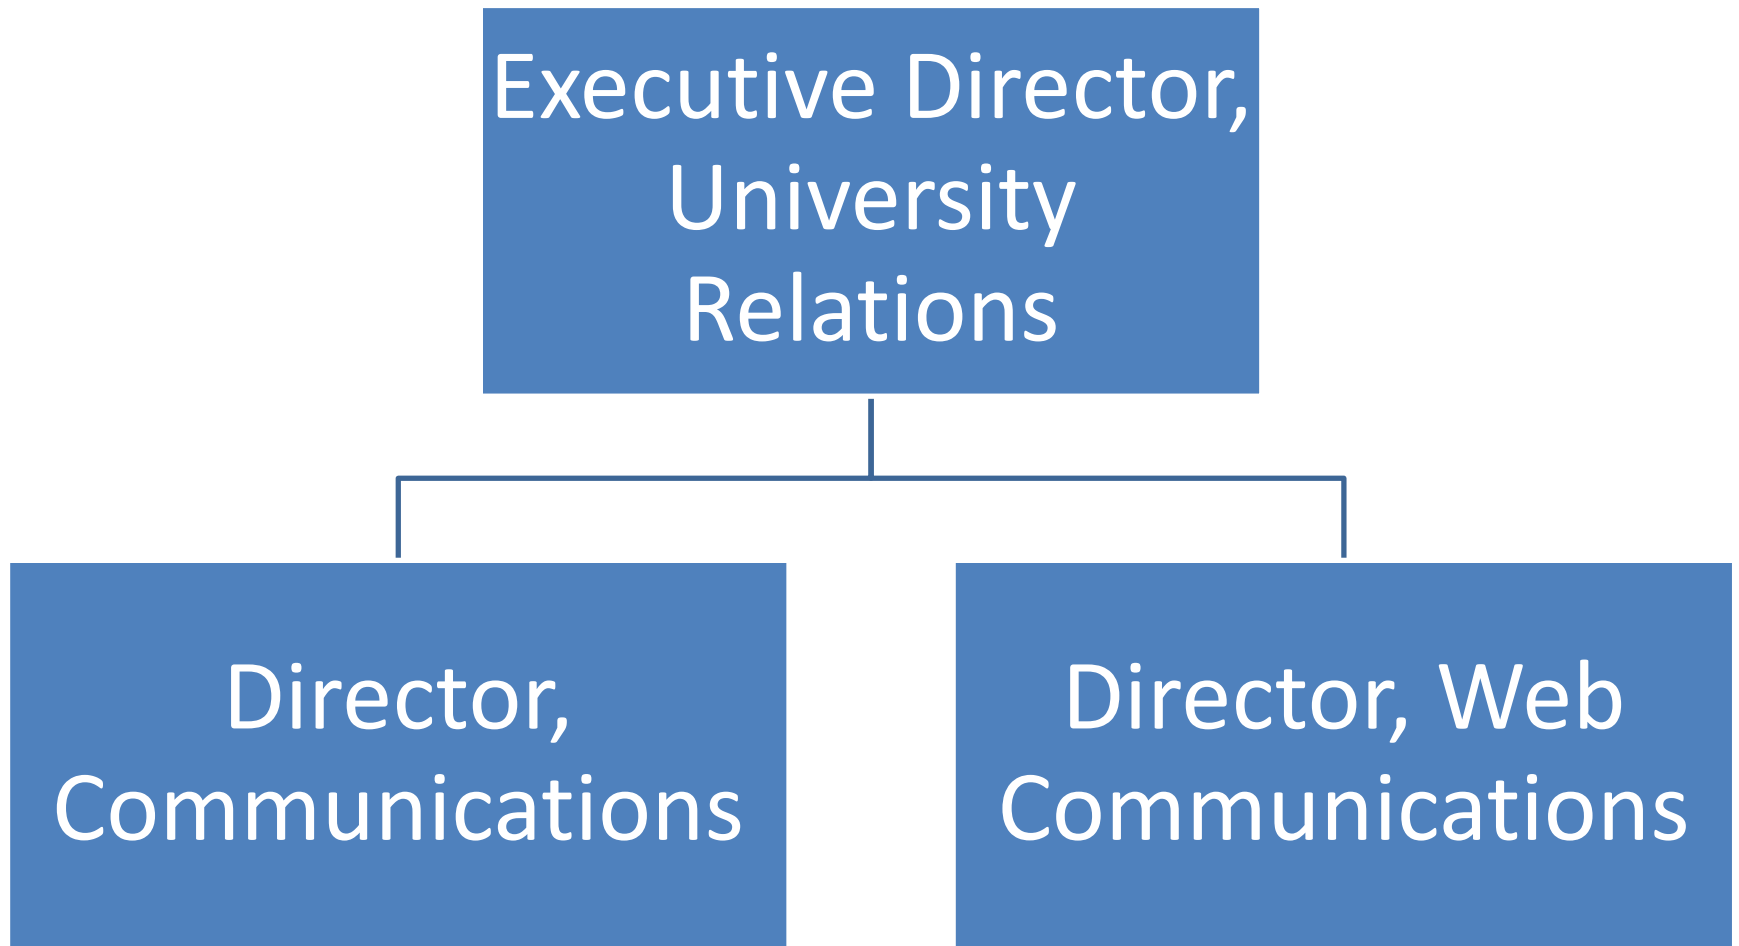 Executive Director,
University
Relations
Director,
Communications
Director, Web
Communications